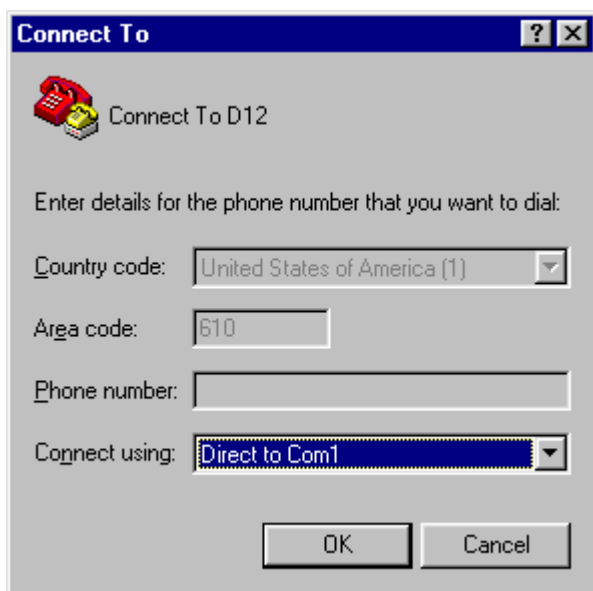 Connect To
Connect To D12
Enter details for the phone number that you want to dial:
Country code: United States of America (1)
Area code: 610
Phone number:
Connect using: Direct to Com1
OK Cancel